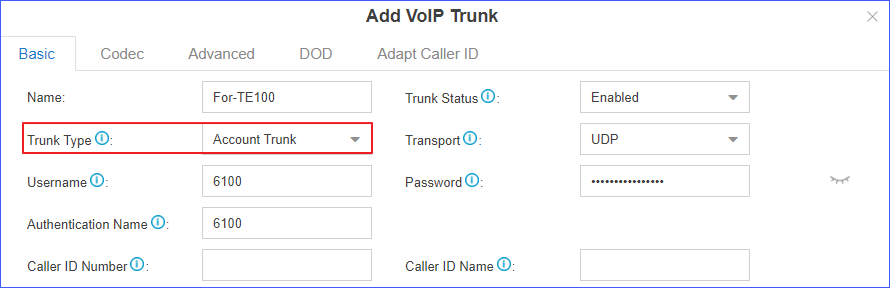 Add VoIP Trunk
Basic Codec Advanced DOD Adapt Caller ID
Name: For-TE100 Trunk Status: Enabled
Trunk Type: Account Trunk Transport: UDP
Username: 6100 Password: ••••••••••••••••
Authentication Name: 6100
Caller ID Number: Caller ID Name: